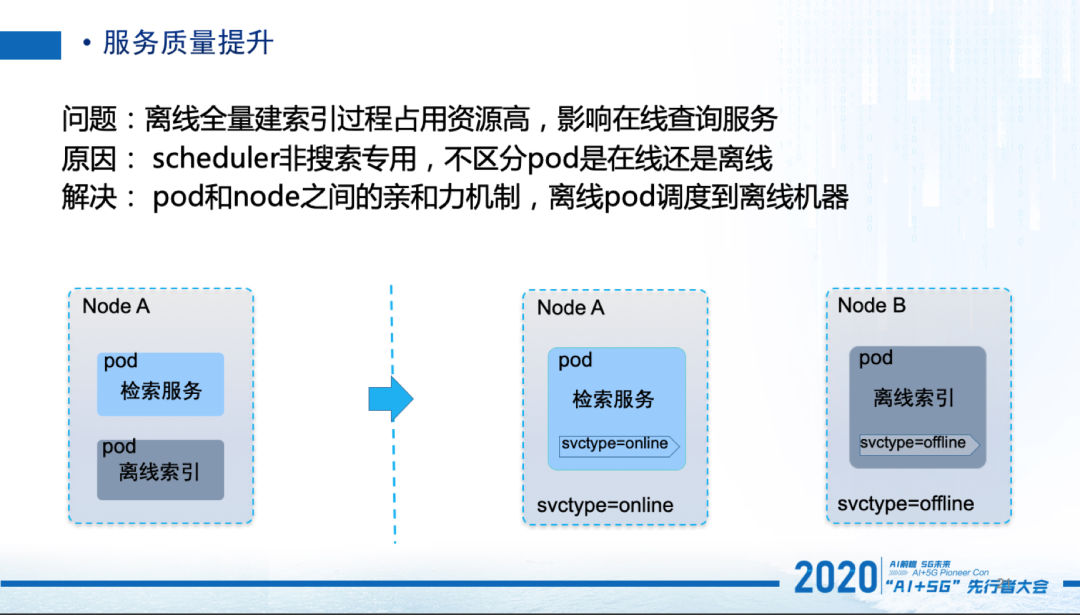 • 服务质量提升
问题：离线全量建索引过程占用资源高，影响在线查询服务
原因： scheduler非搜索专用，不区分pod是在线还是离线
解决： pod和node之间的亲和力机制，离线pod调度到离线机器
Node A
pod
检索服务
pod
离线索引
Node A
pod
检索服务
svctype=online
svctype=online
Node B
pod
离线索引
svctype=offline
svctype=offline
2020
AI前瞻 5G未来
AI+5G Pioneer Con
“AI+5G” 先行者大会